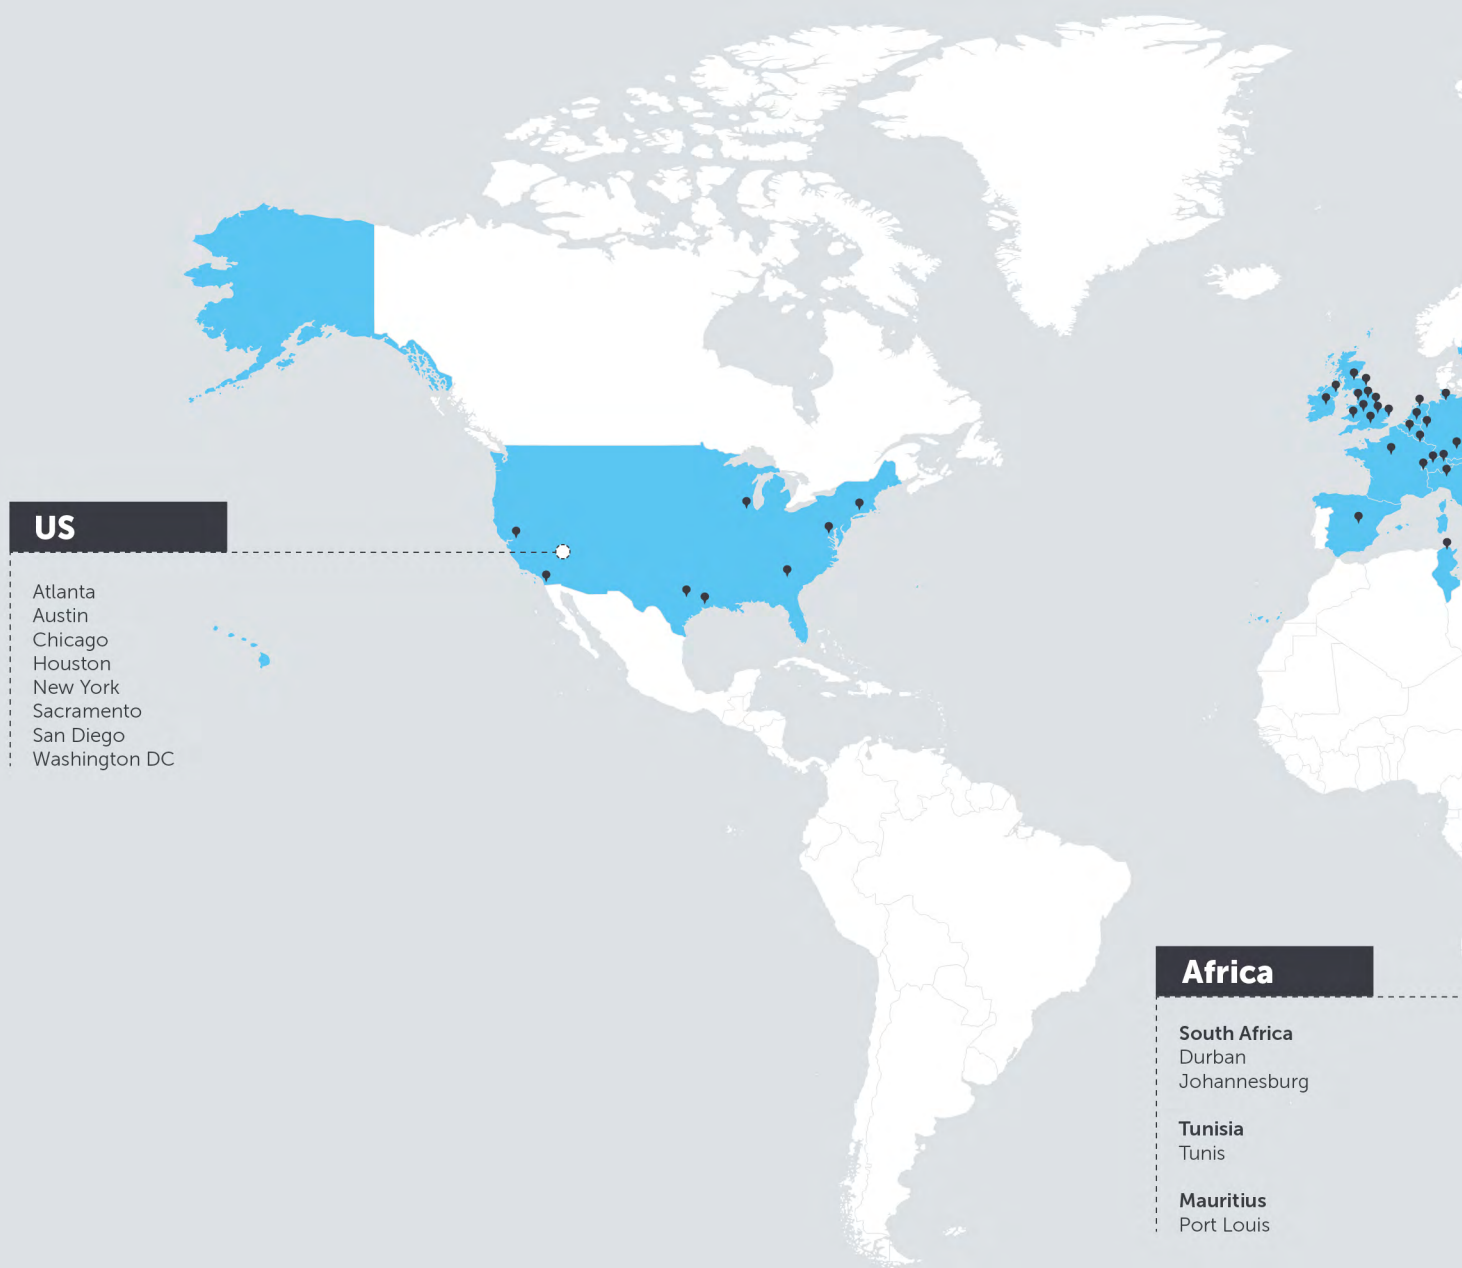 US
Atlanta
Austin
Chicago
Houston
New York
Sacramento
San Diego
Washington DC
Africa
South Africa
Durban
Johannesburg
Tunisia
Tunis
Mauritius
Port Louis